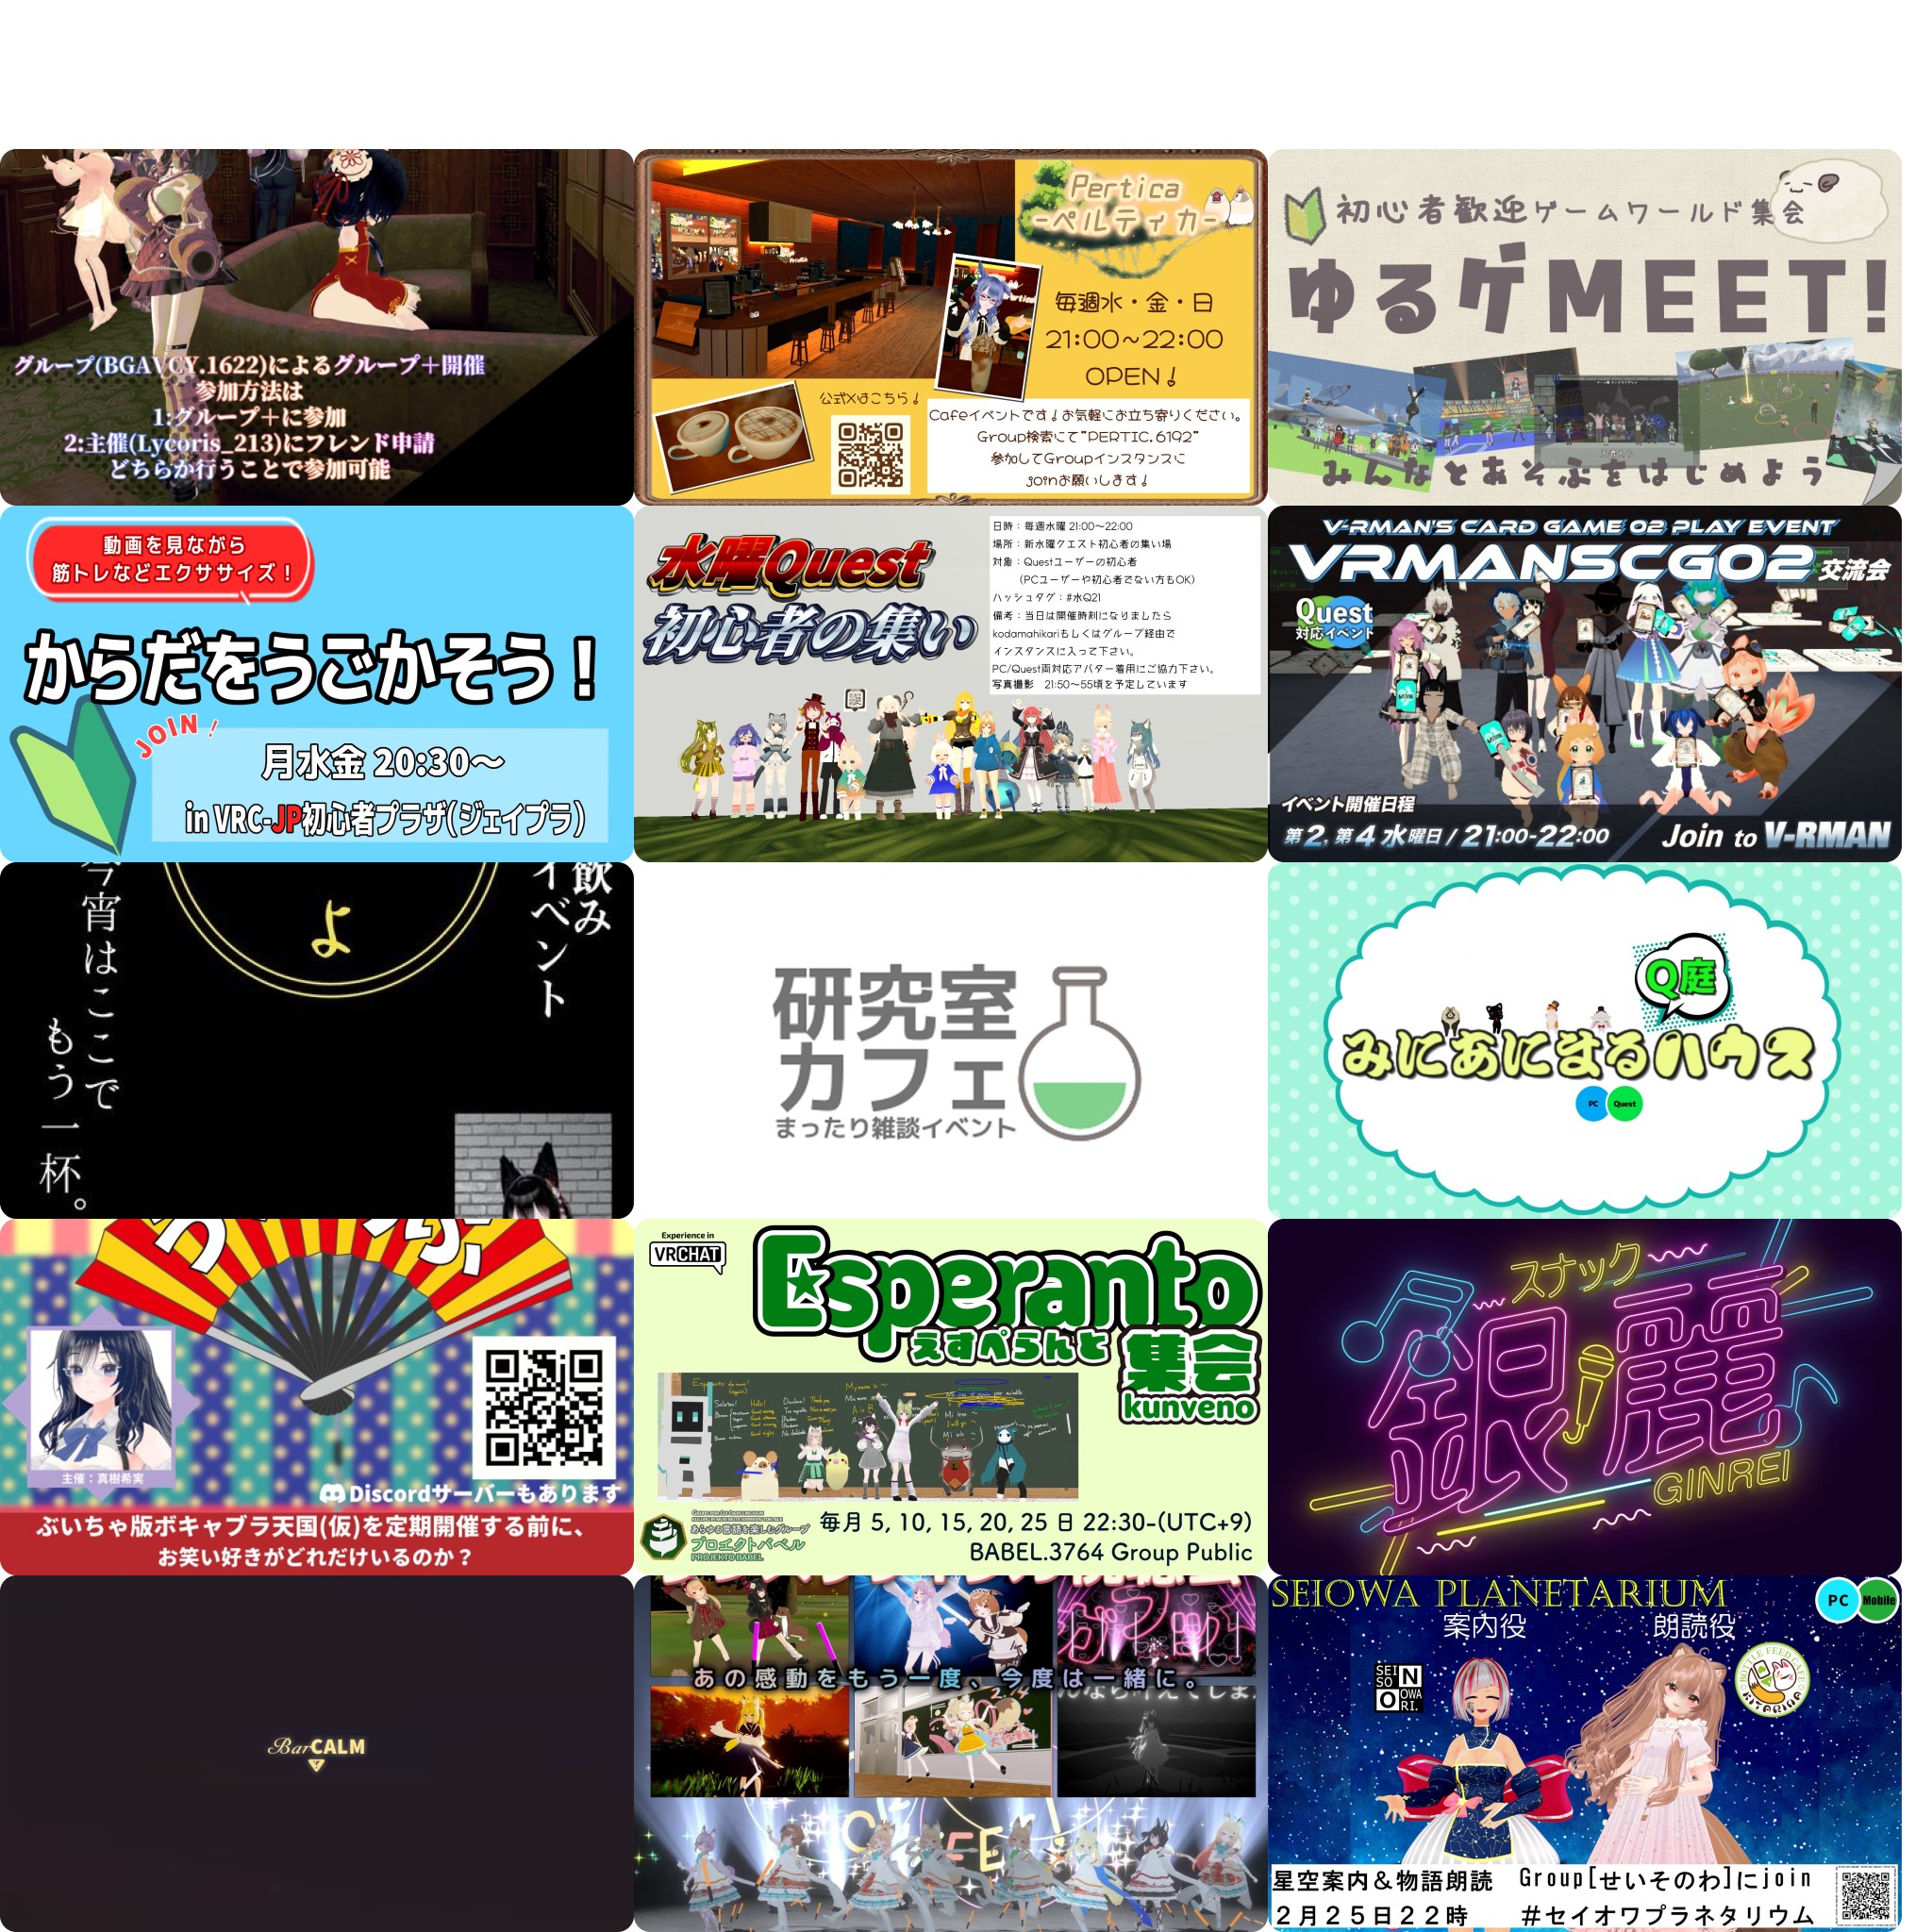 グループ(BGAVCY.1622)によるグループ＋開催
参加方法は
1:グループ＋に参加
2:主催(Lycoris_213)にフレンド申請
どちらか行うことで参加可能
Pertica
-ペルティカ-
毎週水・金・日
21:00～22:00
OPEN！
公式Xはこちら！
Cafeイベントです！お気軽にお立ち寄りください。
Group検索にて"PERTIC.6192"
参加してGroupインスタンスに
joinお願いします！
初心者歓迎ゲームワールド集会
ゆるゲMEET!
みんなとあそぶをはじめよう
動画を見ながら
筋トレなどエクササイズ！
からだをうごかそう！
JOIN！
月水金 20:30～
in VRC-JP初心者プラザ(ジェイプラ)
水曜Quest
初心者の集い
日時：毎週水曜 21:00～22:00
場所：新水曜クエスト初心者の集い場
対象：Questユーザーの初心者
（PCユーザーや初心者でない方もOK）
ハッシュタグ：#水Q21
備考：当日は開催時刻になりましたら
kodamahikariもしくはグループ経由で
インスタンスに入って下さい。
PC/Quest両対応アバター着用にご協力下さい。
写真撮影　21:50～55頃を予定しています
V-RMAN'S CARD GAME 02 PLAY EVENT
VRMANSCG02交流会
Quest
対応イベント
イベント開催日程
第2, 第4 水曜日 / 21:00-22:00
Join to V-RMAN
飲み
イベント
よ
今宵はここで
もう一杯。
研究室
カフェ
まったり雑談イベント
Q庭
みにあにまるハウス
PC Quest
主催：真樹希実
Discordサーバーもあります
ぶいちゃ版ボキャブラ天国(仮)を定期開催する前に、
お笑い好きがどれだけいるのか？
Experience in
VRCHAT
Esperanto
えすぺらんと 集会
kunveno
あらゆる言語を楽しむグループ
プロエクトバベル
PROJEKTO BABEL
毎月 5, 10, 15, 20, 25 日 22:30-(UTC+9)
BABEL.3764 Group Public
スナック
銀麗
GINREI
Bar CALM
あの感動をもう一度、今度は一緒に。
SEIOWA PLANETARIUM
PC Mobile
案内役 朗読役
SEI
SO
N
O
OWA
RI.
BOTTLE FEED CAFE
KITARINA
星空案内＆物語朗読 Group[せいそのわ]にjoin
２月２５日２２時 ＃セイオワプラネタリウム